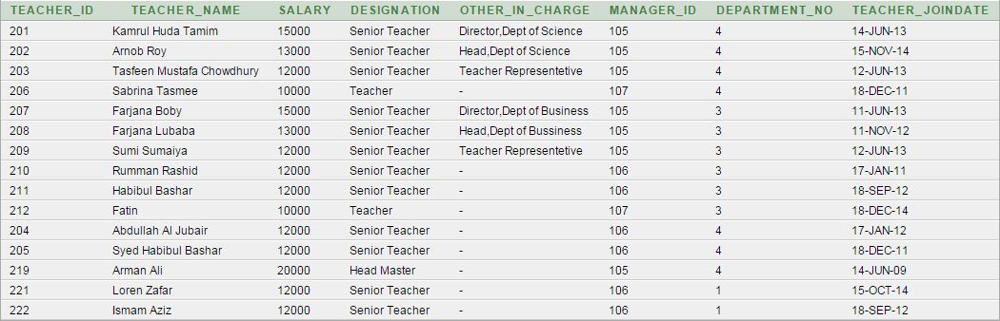 TEACHER_ID TEACHER_NAME SALARY DESIGNATION OTHER_IN_CHARGE MANAGER_ID DEPARTMENT_NO TEACHER_JOINDATE
201 Kamrul Huda Tamim 15000 Senior Teacher Director,Dept of Science 105 4 14-JUN-13
202 Arnob Roy 13000 Senior Teacher Head,Dept of Science 105 4 15-NOV-14
203 Tasfeen Mustafa Chowdhury 12000 Senior Teacher Teacher Representetive 105 4 12-JUN-13
206 Sabrina Tasmee 10000 Teacher - 107 4 18-DEC-11
207 Farjana Boby 15000 Senior Teacher Director,Dept of Business 105 3 11-JUN-13
208 Farjana Lubaba 13000 Senior Teacher Head,Dept of Bussiness 105 3 11-NOV-12
209 Sumi Sumaiya 12000 Senior Teacher Teacher Representetive 105 3 12-JUN-13
210 Rumman Rashid 12000 Senior Teacher - 106 3 17-JAN-11
211 Habibul Bashar 12000 Senior Teacher - 106 3 18-SEP-12
212 Fatin 10000 Teacher - 107 3 18-DEC-14
204 Abdullah Al Jubair 12000 Senior Teacher - 106 4 17-JAN-12
205 Syed Habibul Bashar 12000 Senior Teacher - 106 4 18-DEC-11
219 Arman Ali 20000 Head Master - 105 4 14-JUN-09
221 Loren Zafar 12000 Senior Teacher - 106 1 15-OCT-14
222 Ismam Aziz 12000 Senior Teacher - 106 1 18-SEP-12